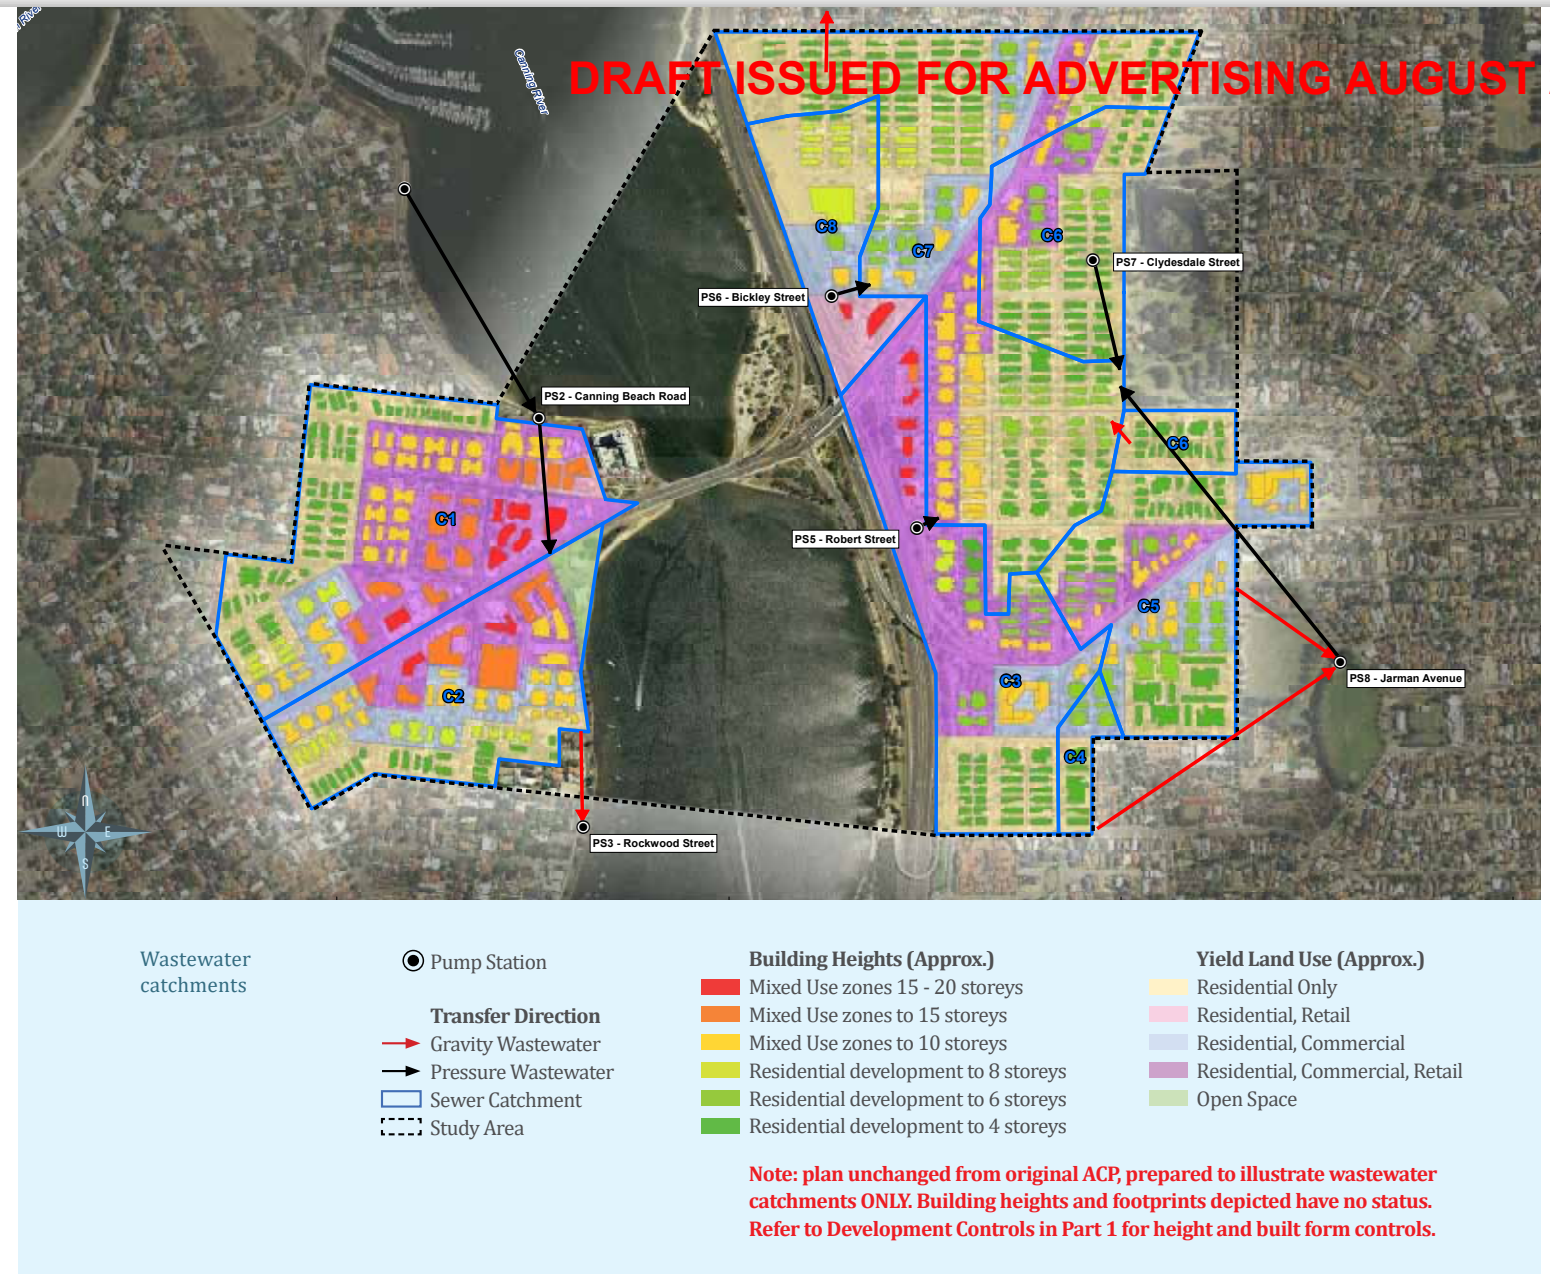 River
Canning River
DRAFT ISSUED FOR ADVERTISING AUGUST
C8
C7
C6
PS7 - Clydesdale Street
PS6 - Bickley Street
PS2 - Canning Beach Road
C6
C1
PS5 - Robert Street
C5
C2
C3
PS8 - Jarman Avenue
C4
PS3 - Rockwood Street
N
W E
S
Wastewater
catchments
Pump Station
Transfer Direction
Gravity Wastewater
Pressure Wastewater
Sewer Catchment
Study Area
Building Heights (Approx.)
Mixed Use zones 15 - 20 storeys
Mixed Use zones to 15 storeys
Mixed Use zones to 10 storeys
Residential development to 8 storeys
Residential development to 6 storeys
Residential development to 4 storeys
Yield Land Use (Approx.)
Residential Only
Residential, Retail
Residential, Commercial
Residential, Commercial, Retail
Open Space
Note: plan unchanged from original ACP, prepared to illustrate wastewater
catchments ONLY. Building heights and footprints depicted have no status.
Refer to Development Controls in Part 1 for height and built form controls.